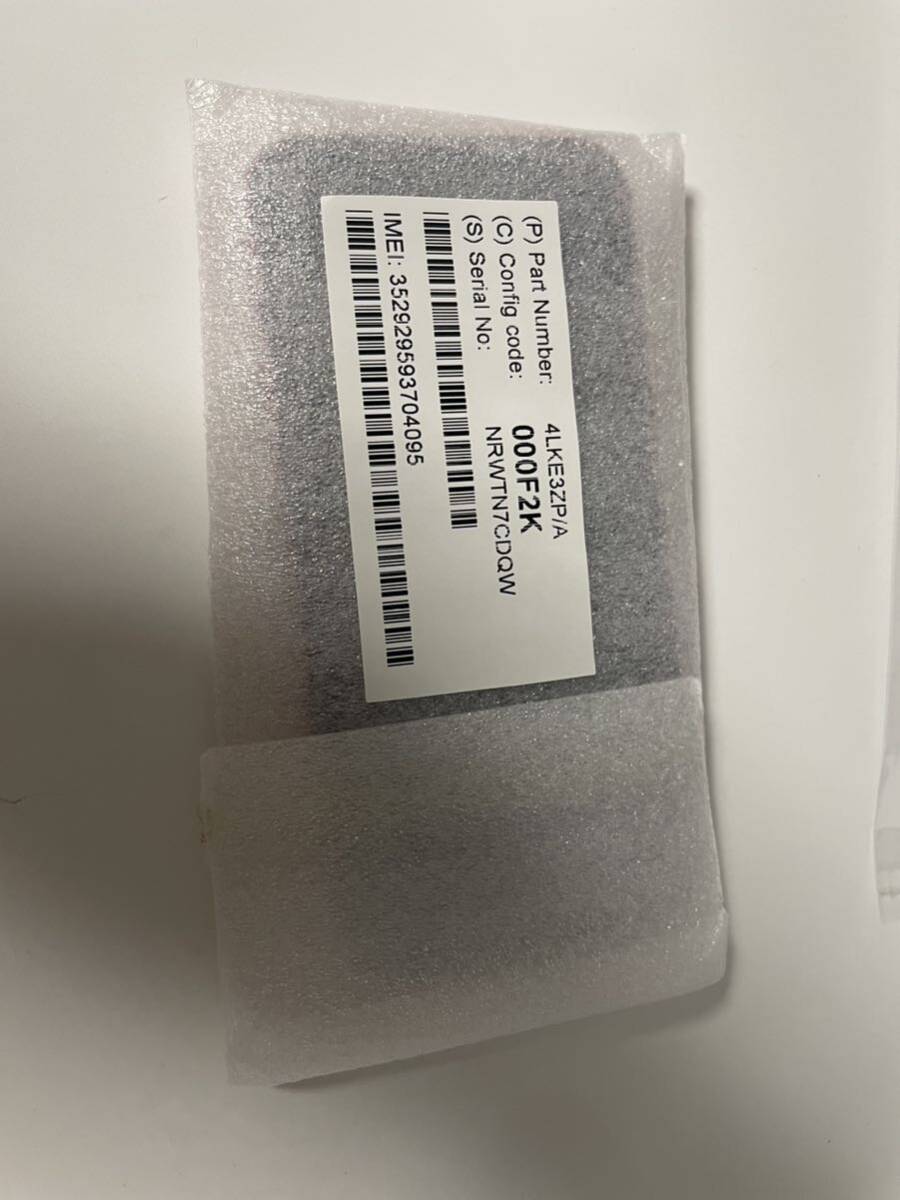 (P) Part Number: 4LKE3ZP/A
(C) Config code: 000F2K
(S) Serial No: NRWTN7CDQW
IMEI: 352929593704095